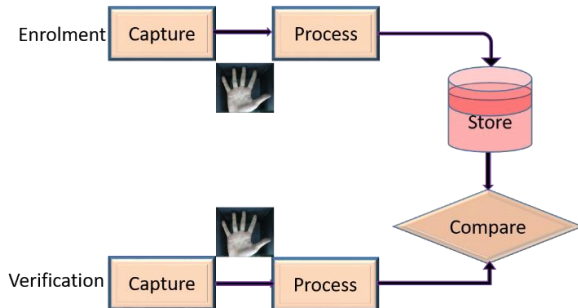 Enrolment
Capture
Process
Store
Compare
Verification
Capture
Process